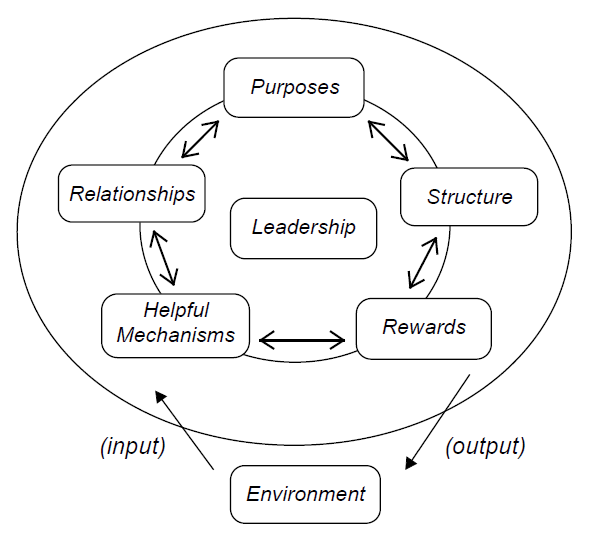 Purposes
Relationships
Structure
Leadership
Helpful
Mechanisms
Rewards
(input)
(output)
Environment